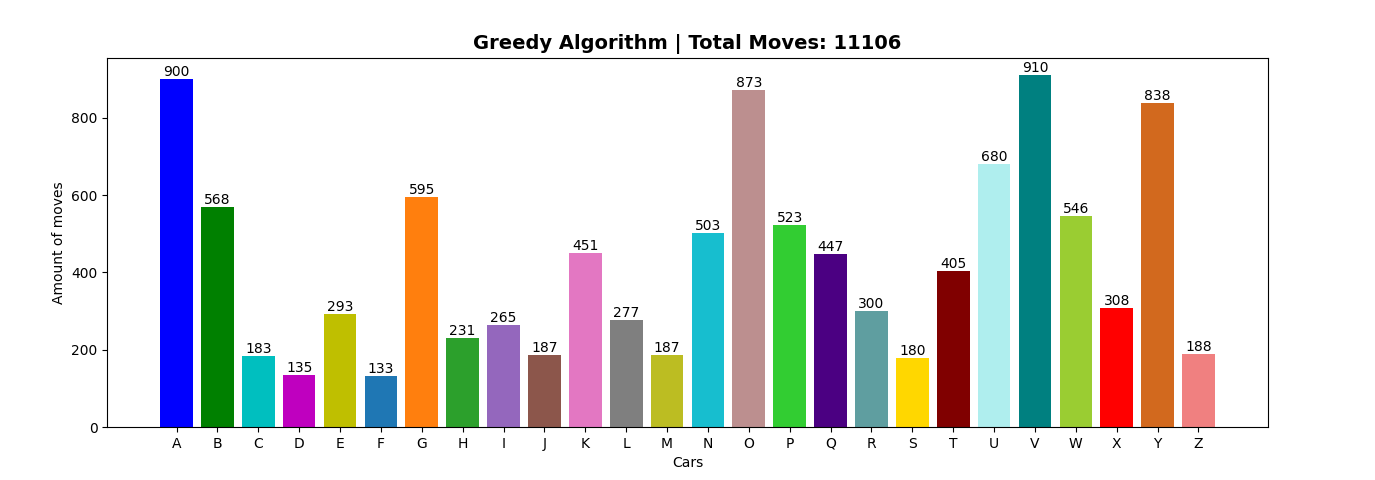 Greedy Algorithm | Total Moves: 11106
900 568 183 135 293 133 595 231 265 187 451 277 187 503 873 523 447 300 180 405 680 910 546 308 838 188
Amount of moves
800
600
400
200
0
A B C D E F G H I J K L M N O P Q R S T U V W X Y Z
Cars